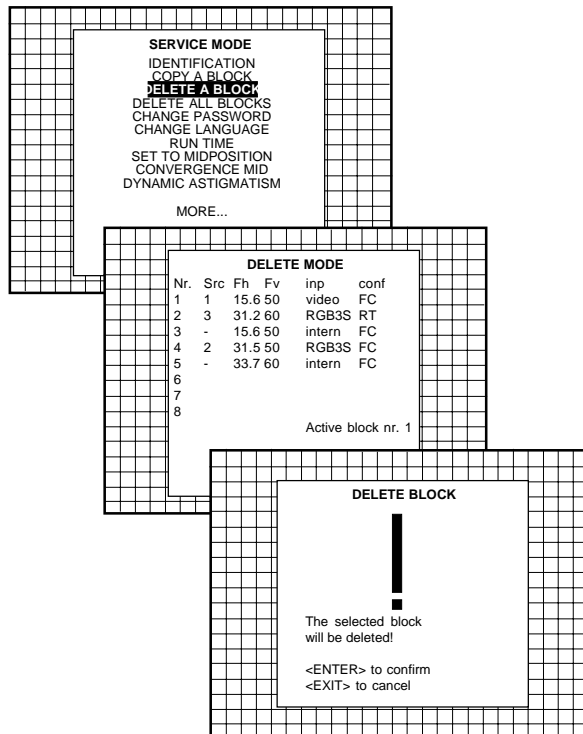 SERVICE MODE
IDENTIFICATION
COPY A BLOCK
DELETE A BLOCK
DELETE ALL BLOCKS
CHANGE PASSWORD
CHANGE LANGUAGE
RUN TIME
SET TO MIDPOSITION
CONVERGENCE MID
DYNAMIC ASTIGMATISM
MORE...
DELETE MODE
Nr. Src Fh Fv inp conf
1 1 15.6 50 video FC
2 3 31.2 60 RGB3S RT
3 - 15.6 50 intern FC
4 2 31.5 50 RGB3S FC
5 - 33.7 60 intern FC
6
7
8
Active block nr. 1
DELETE BLOCK
!
The selected block
will be deleted!
<ENTER> to confirm
<EXIT> to cancel